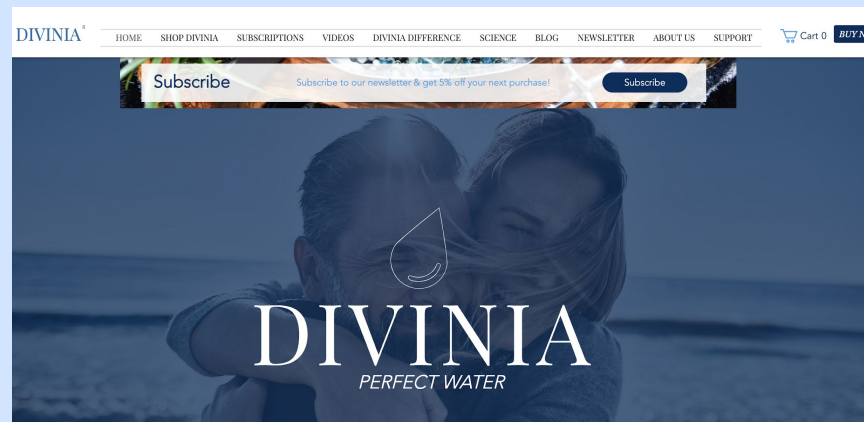 DIVINIA®
HOME SHOP DIVINIA SUBSCRIPTIONS VIDEOS DIVINIA DIFFERENCE SCIENCE BLOG NEWSLETTER ABOUT US SUPPORT
Cart 0
BUY N
Subscribe
Subscribe to our newsletter & get 5% off your next purchase!
Subscribe
DIVINIA
PERFECT WATER